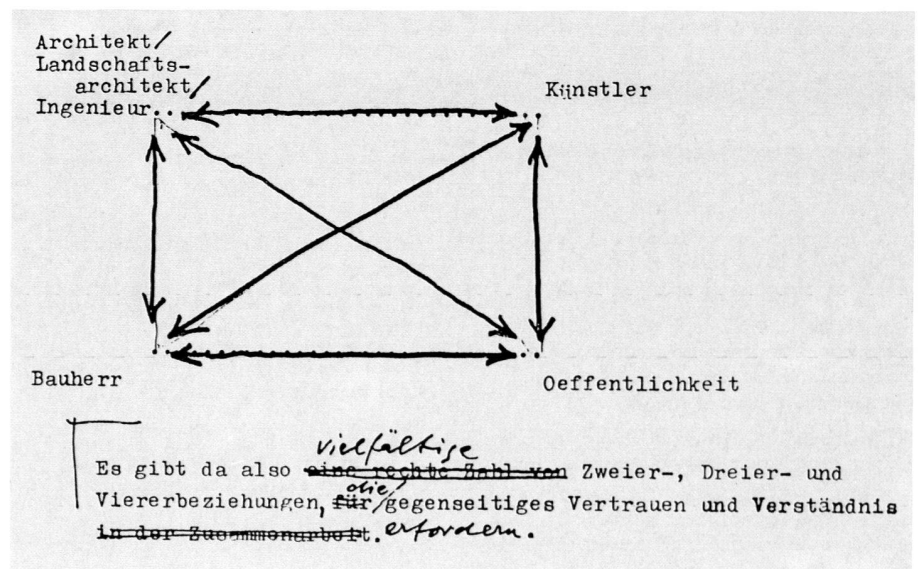 Architekt/
Landschafts-
architekt/
Ingenieur
Künstler
Bauherr
Oeffentlichkeit
vielfältige
Es gibt da also eine rechte Zahl von Zweier-, Dreier- und
die
Viererbeziehungen, für/gegenseitiges Vertrauen und Verständnis
in der Zusammenarbeit. erfordern.